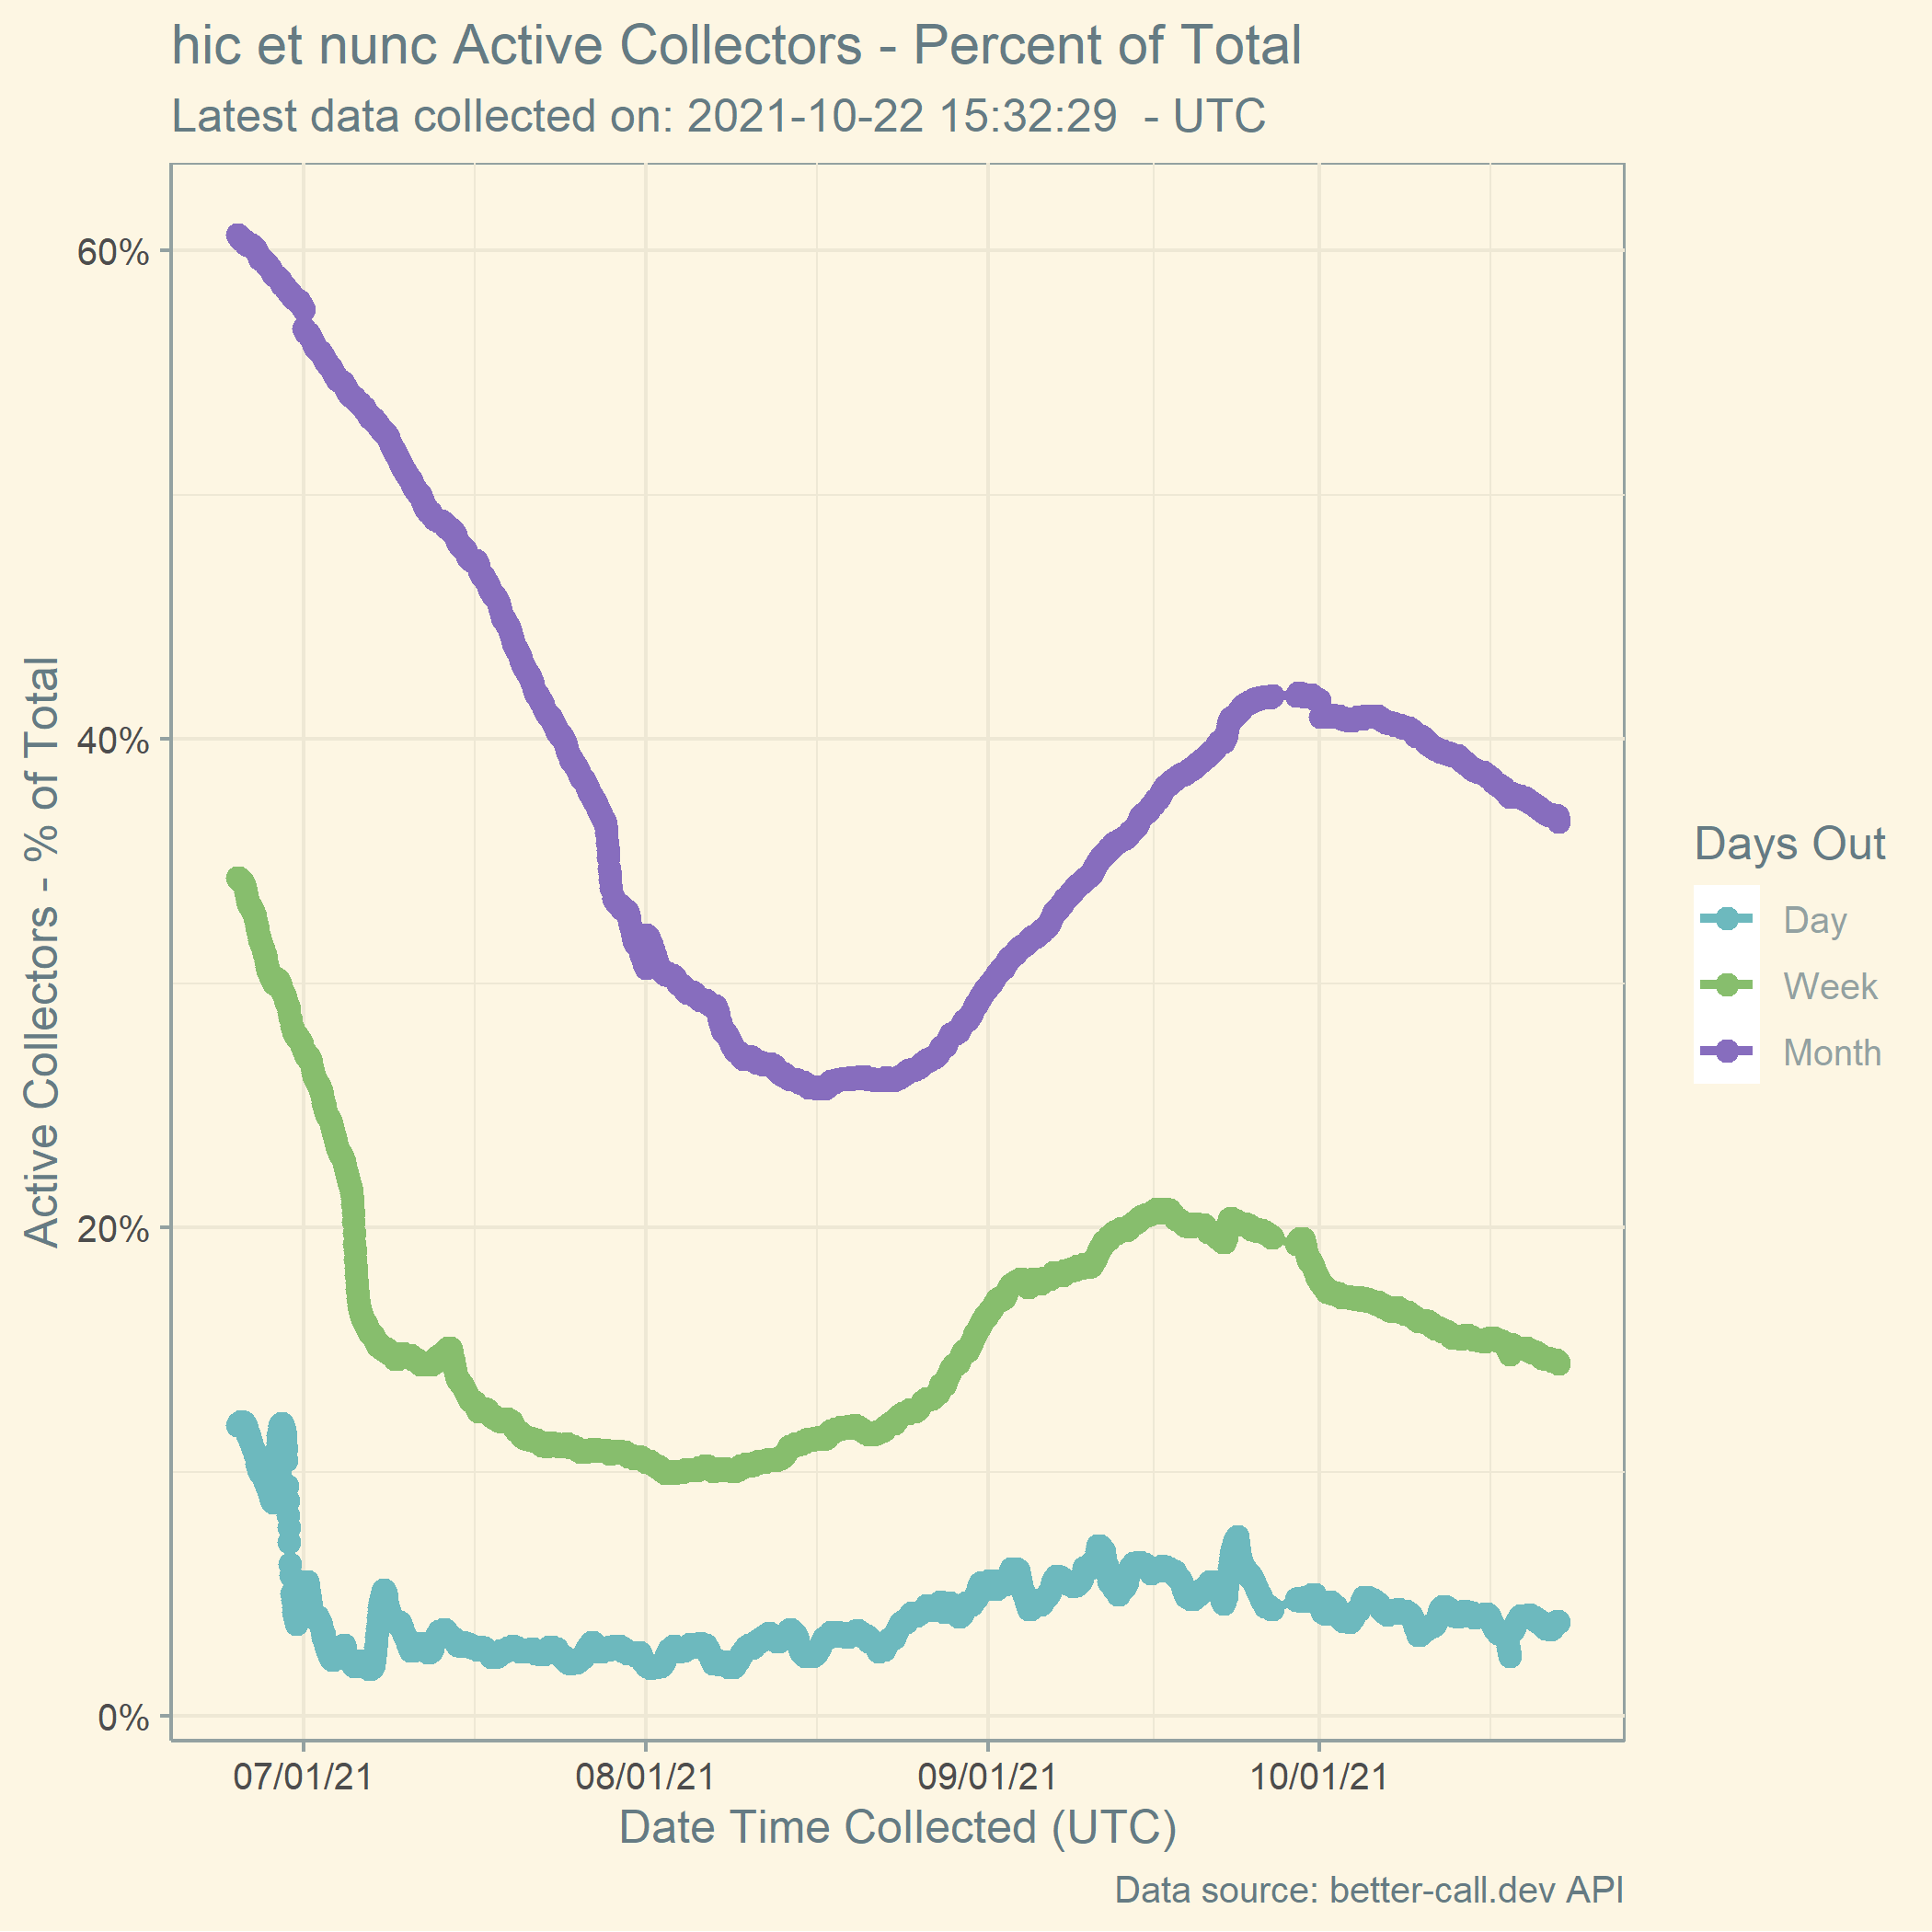 hic et nunc Active Collectors - Percent of Total
Latest data collected on: 2021-10-22 15:32:29  - UTC
Active Collectors - % of Total
60%
40%
20%
0%
07/01/21
08/01/21
09/01/21
10/01/21
Date Time Collected (UTC)
Days Out
Day
Week
Month
Data source: better-call.dev API